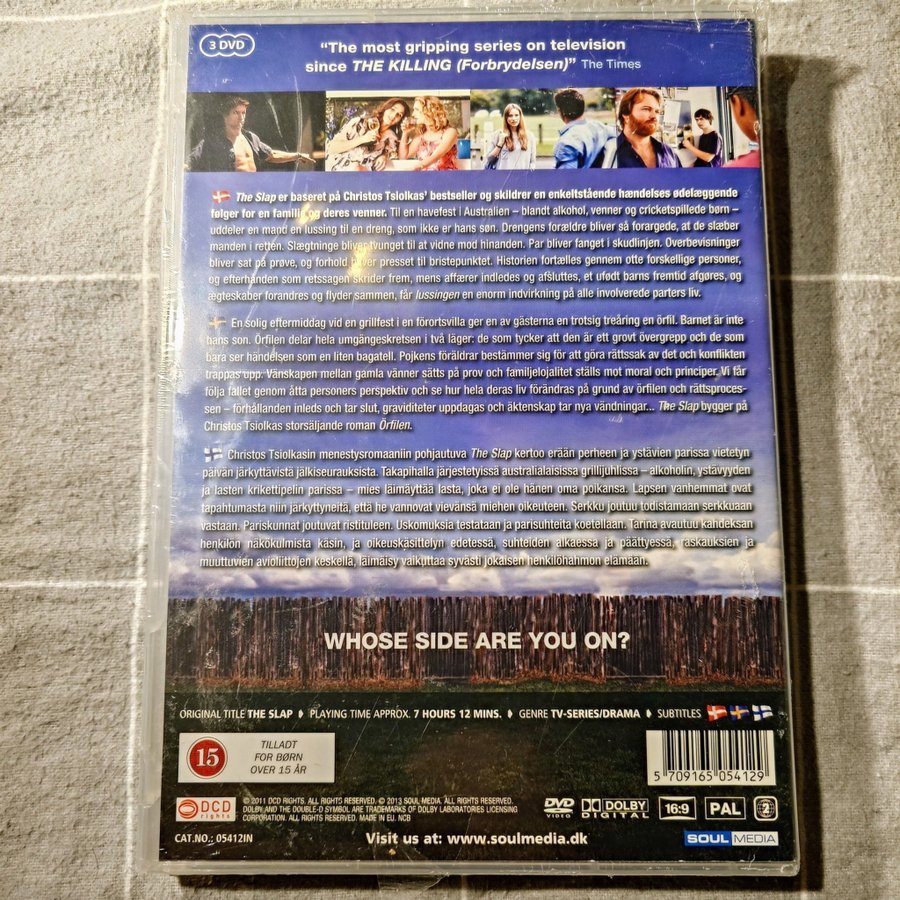 3 DVD
“The most gripping series on television
since THE KILLING (Forbrydelsen)” The Times
The Slap er baseret på Christos Tsiolkas’ bestseller og skildrer en enkeltstående hændelses ødelæggende
følger for en familie og deres venner. Til en havefest i Australien – blandt alkohol, venner og cricketspillede børn –
uddeler en mand en lussing til en dreng, som ikke er hans søn. Drengens forældre bliver så forargede, at de slæber
manden i retten. Slægtninge bliver tvunget til at vidne mod hinanden. Par bliver fanget i skudlinjen. Overbevisninger
bliver sat på prøve, og forhold bliver presset til bristepunktet. Historien fortælles gennem otte forskellige personer,
og efterhånden som retssagen skrider frem, mens affærer indledes og afsluttes, et ufødt barns fremtid afgøres, og
ægteskaber forandres og flyder sammen, får lussingen en enorm indvirkning på alle involverede parters liv.
En solig eftermiddag vid en grillfest i en förortsvilla ger en av gästerna en trotsig treåring en örfil. Barnet är inte
hans son. Örfilen delar hela umgängeskretsen i två läger: de som tycker att den är ett grovt övergrepp och de som
bara ser händelsen som en liten bagatell. Pojkens föräldrar bestämmer sig för att göra rättssak av det och konflikten
trappas upp. Vänskapen mellan gamla vänner sätts på prov och familjelojalitet ställs mot moral och principer. Vi får
följa fallet genom åtta personers perspektiv och se hur hela deras liv förändras på grund av örfilen och rättsproces-
sen – förhållanden inleds och tar slut, graviditeter uppdagas och äktenskap tar nya vändningar... The Slap bygger på
Christos Tsiolkas storsäljande roman Örfilen.
Christos Tsiolkasin menestysromaaniin pohjautuva The Slap kertoo erään perheen ja ystävien parissa vietetyn
päivän järkyttävistä jälkiseurauksista. Takapihalla järjestetyissä australialaisissa grillijuhlissa – alkoholin, ystävyyden
ja lasten krikettipelin parissa – mies läimäyttää lasta, joka ei ole hänen oma poikansa. Lapsen vanhemmat ovat
tapahtumasta niin järkyttyneitä, että he vannovat vievänsä miehen oikeuteen. Serkku joutuu todistamaan serkkuaan
vastaan. Pariskunnat joutuvat ristituleen. Uskomuksia testataan ja parisuhteita koetellaan. Tarina avautuu kahdeksan
henkilön näkökulmista käsin, ja oikeuskäsittelyn edetessä, suhteiden alkaessa ja päättyessä, raskauksien ja
muuttuvien avioliittojen keskellä, läimäisy vaikuttaa syvästi jokaisen henkilöhahmon elämään.
WHOSE SIDE ARE YOU ON?
ORIGINAL TITLE THE SLAP PLAYING TIME APPROX. 7 HOURS 12 MINS. GENRE TV-SERIES/DRAMA SUBTITLES
15
TILLADT
FOR BØRN
OVER 15 ÅR
5 709165 054129
DCD
rights
© 2011 DCD RIGHTS. ALL RIGHTS RESERVED. © 2013 SOUL MEDIA. ALL RIGHTS RESERVED.
DOLBY AND THE DOUBLE-D SYMBOL ARE TRADEMARKS OF DOLBY LABORATORIES LICENSING
CORPORATION. ALL RIGHTS RESERVED. MADE IN EU. NCB
DVD
VIDEO
DOLBY
DIGITAL
16:9
PAL
2
CAT.NO.: 05412IN
Visit us at: www.soulmedia.dk
SOUL MEDIA